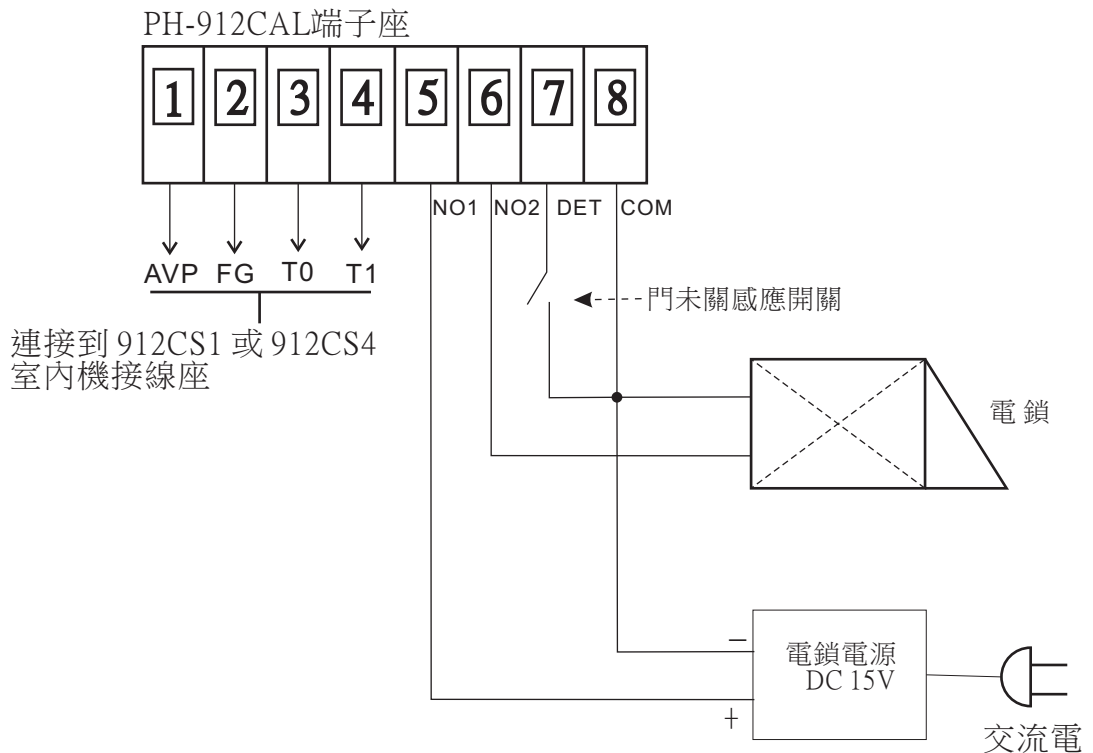 PH-912CAL端子座
1 2 3 4 5 6 7 8
NO1 NO2 DET COM
AVP FG T0 T1
門未關感應開關
連接到 912CS1 或 912CS4
室內機接線座
電 鎖
−
電鎖電源
DC 15V
+
交流電